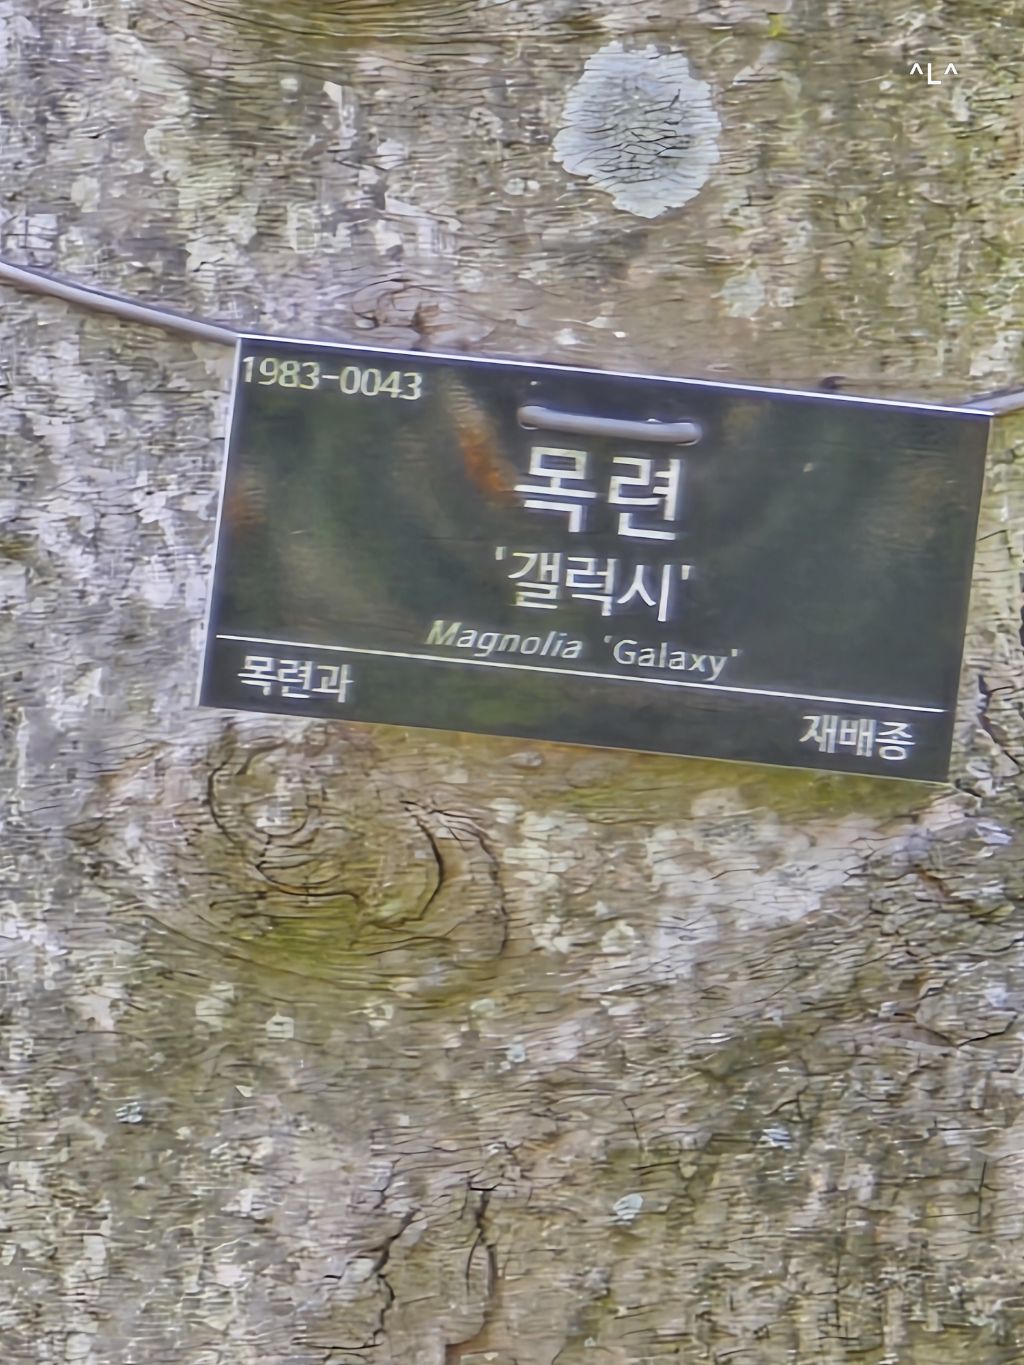 ^L^
1983-0043
목련
'갤럭시'
Magnolia 'Galaxy'
목련과
재배종